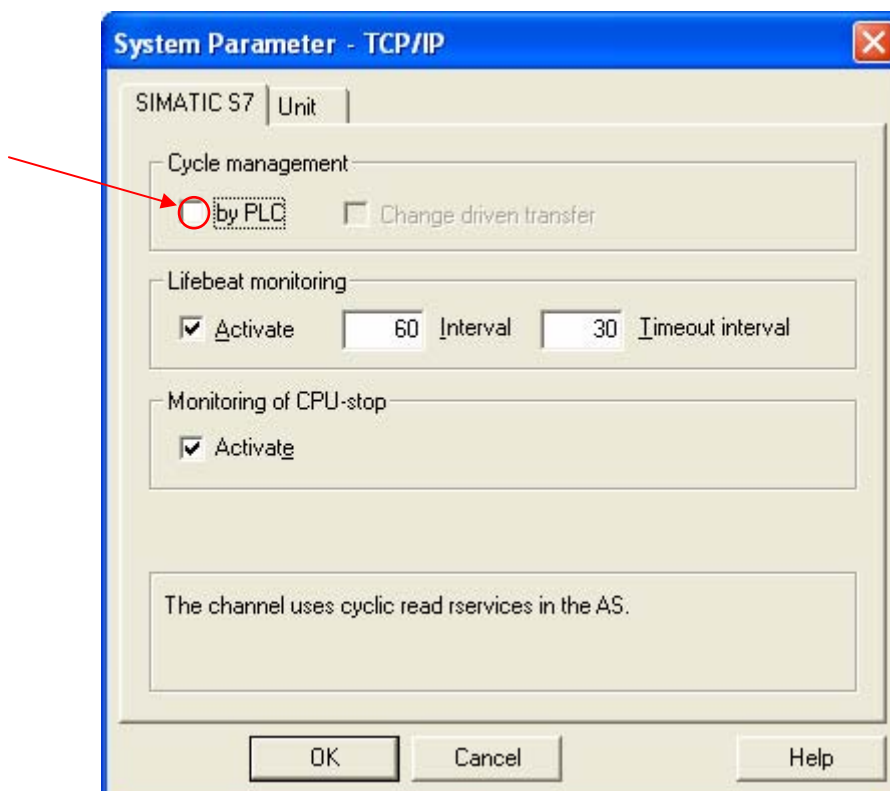 System Parameter - TCP/IP
SIMATIC S7 Unit
Cycle management
by PLC Change driven transfer
Lifebeat monitoring
Activate 60 Interval 30 Timeout interval
Monitoring of CPU-stop
Activate
The channel uses cyclic read rservices in the AS.
OK Cancel Help